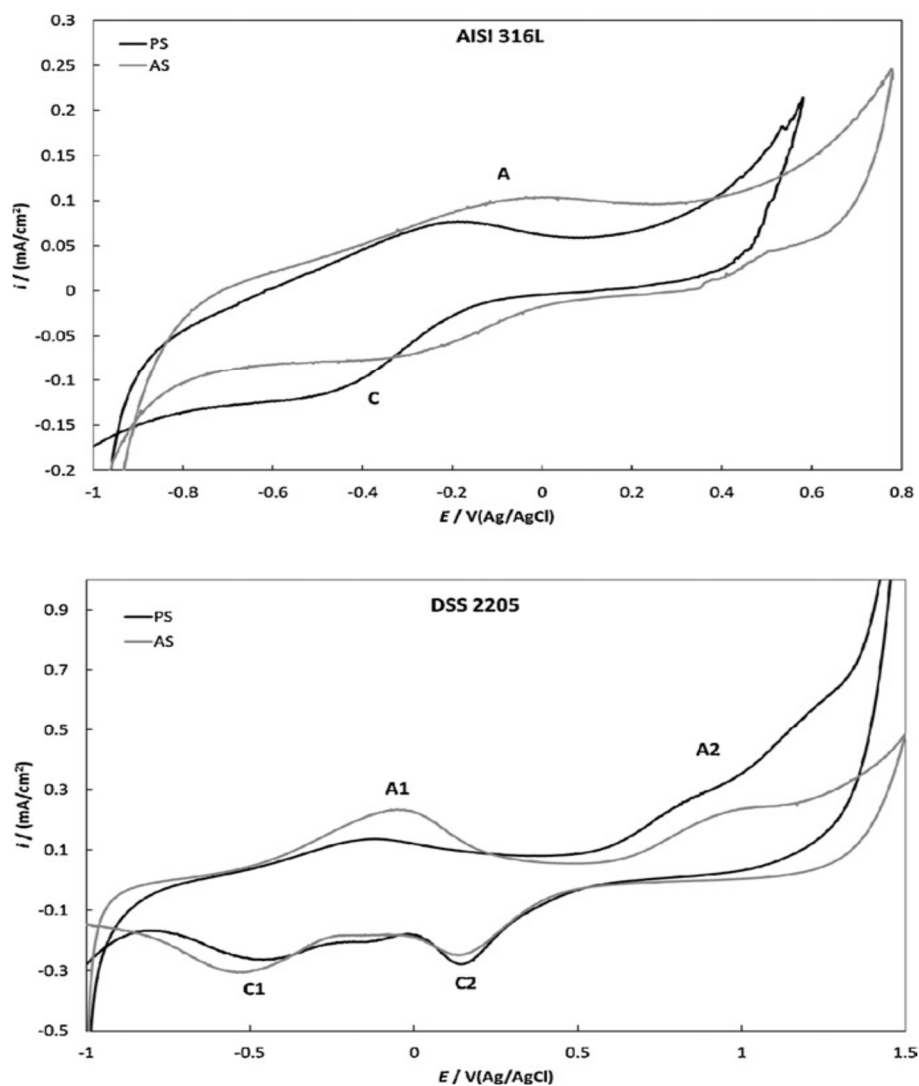 AISI 316L
PS
AS
0.3
0.25
0.2
0.15
0.1
0.05
0
-0.05
-0.1
-0.15
-0.2
i / (mA/cm²)
A
C
-1 -0.8 -0.6 -0.4 -0.2 0 0.2 0.4 0.6 0.8
E / V(Ag/AgCl)
DSS 2205
PS
AS
0.9
0.7
0.5
0.3
0.1
-0.1
-0.3
-0.5
i / (mA/cm²)
A1
A2
C1
C2
-1 -0.5 0 0.5 1 1.5
E / V(Ag/AgCl)